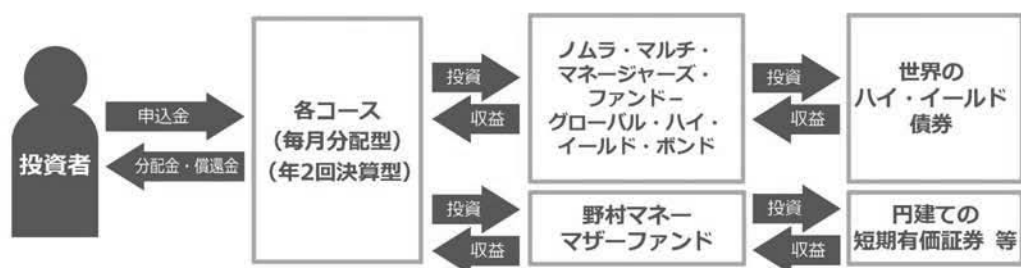 投資者
申込金
分配金・償還金
各コース
（毎月分配型）
（年2回決算型）
投資
収益
ノムラ・マルチ・
マネージャーズ・
ファンド－
グローバル・ハイ・
イールド・ボンド
投資
収益
世界の
ハイ・イールド
債券
投資
収益
野村マネー
マザーファンド
投資
収益
円建ての
短期有価証券 等